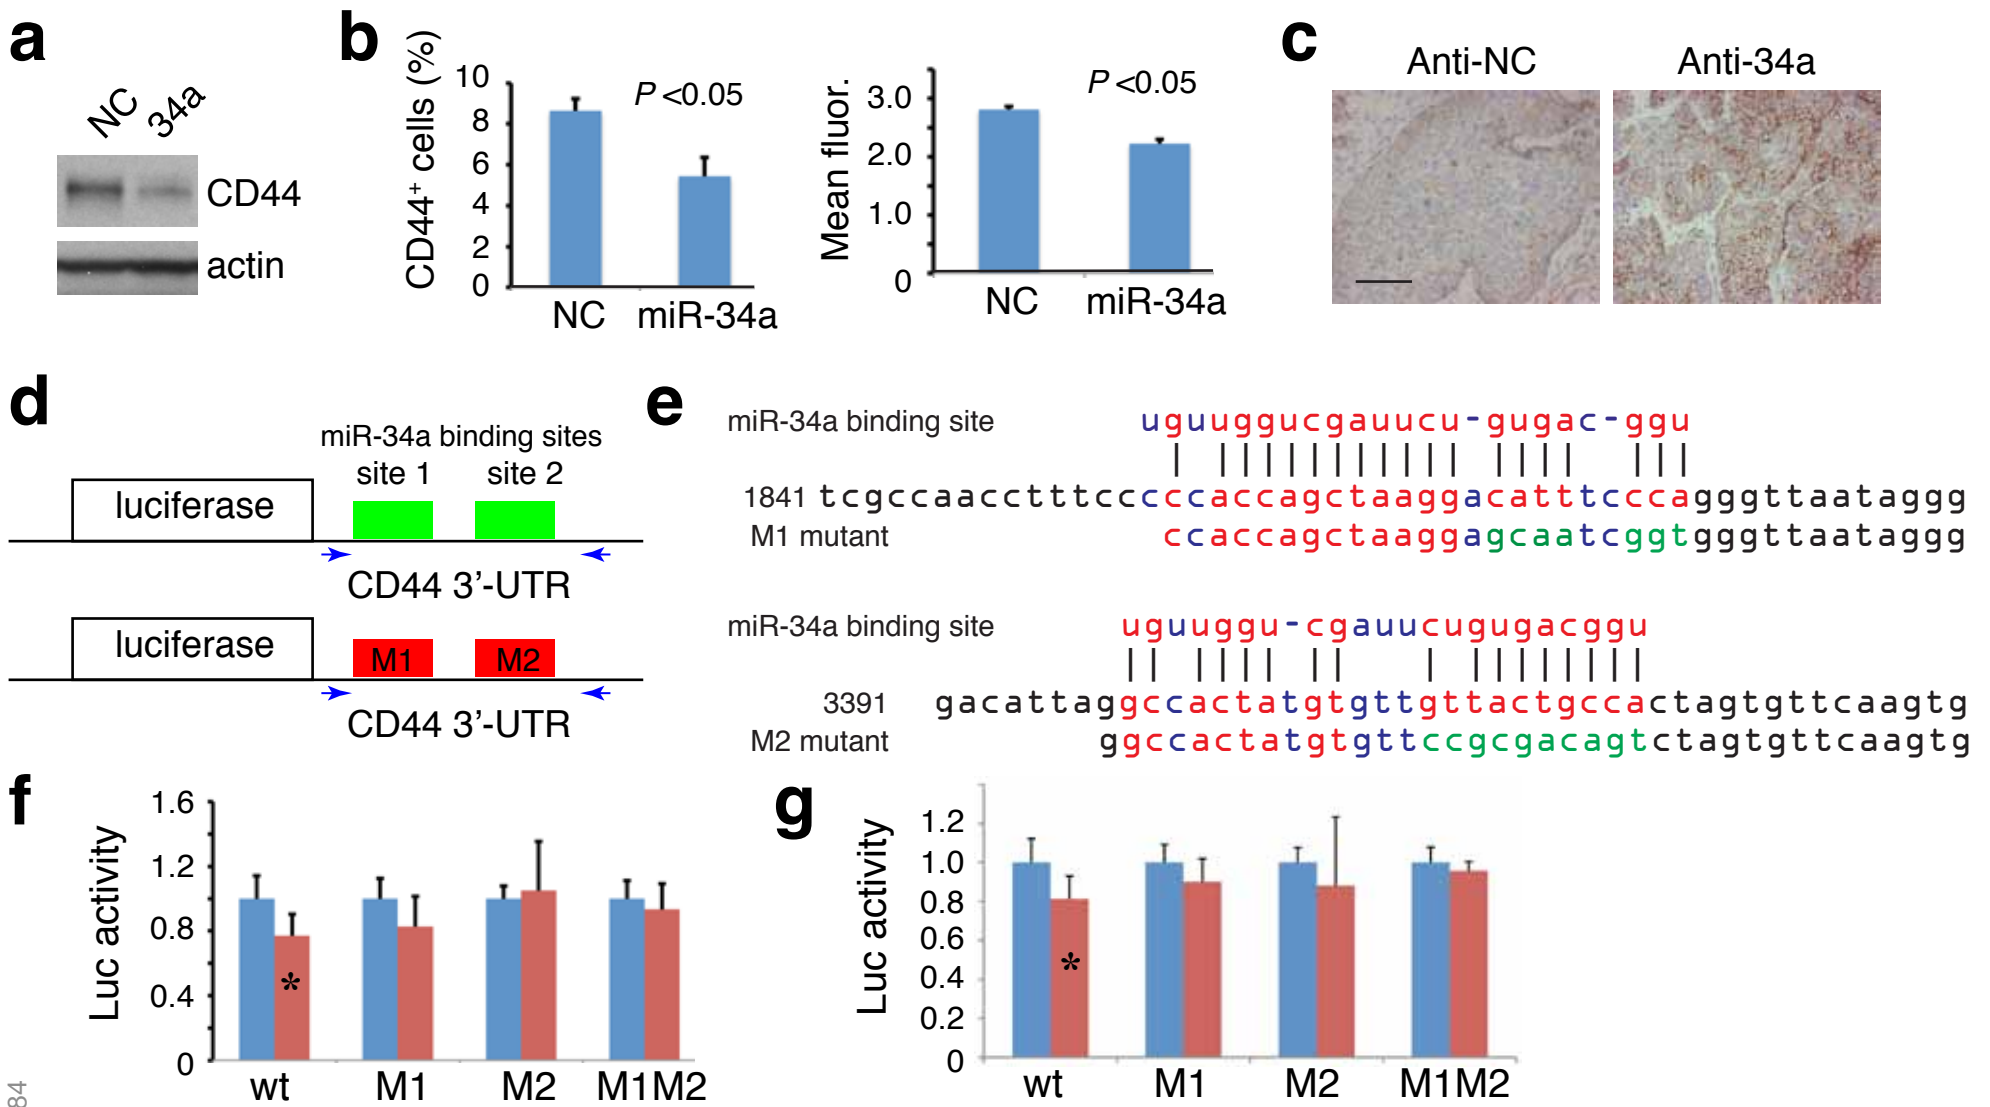 a
NC 34a
CD44
actin
b
CD44+ cells (%)
10
8
6
4
2
0
P <0.05
NC miR-34a
Mean fluor.
3.0
2.0
1.0
0
P <0.05
NC miR-34a
c
Anti-NC Anti-34a
d
miR-34a binding sites
site 1 site 2
luciferase
CD44 3’-UTR
luciferase
M1 M2
CD44 3’-UTR
e
miR-34a binding site uguuggucgauucu-gugac-ggu
1841 tcgccaacctttcccccaccagctaaggacatttcccagggttaataggg
M1 mutant ccaccagctaaggagcaatcggtgggttaataggg
miR-34a binding site uguuggu-cgauucugugacggu
3391 gacattaggccactatgtgttgttactgccactagtgttcaagtg
M2 mutant ggccactatgtgttccgcgacagtctagtgttcaagtg
f
Luc activity
1.6
1.2
0.8
0.4
0
*
wt M1 M2 M1M2
g
Luc activity
1.2
1.0
0.8
0.6
0.4
0.2
0
*
wt M1 M2 M1M2
84